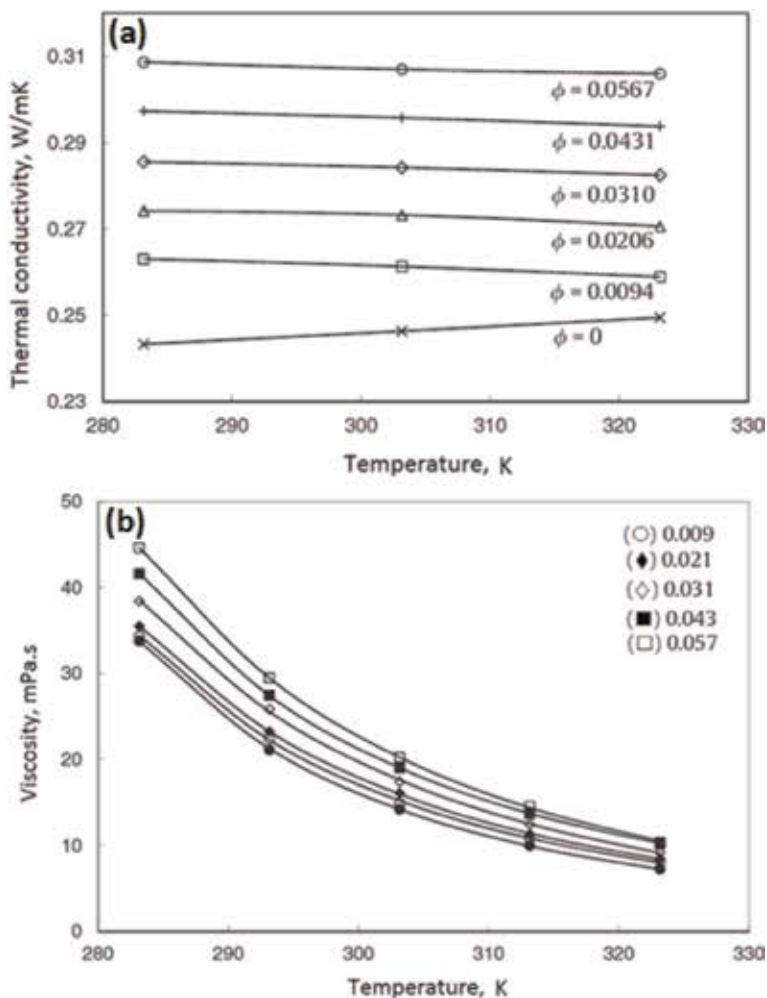 (a)
Thermal conductivity, W/mK
0.31
0.29
0.27
0.25
0.23
ϕ = 0.0567
ϕ = 0.0431
ϕ = 0.0310
ϕ = 0.0206
ϕ = 0.0094
ϕ = 0
280 290 300 310 320 330
Temperature, K
(b)
Viscosity, mPa.s
50
40
30
20
10
0
(○) 0.009
(◆) 0.021
(◇) 0.031
(■) 0.043
(□) 0.057
280 290 300 310 320 330
Temperature, K